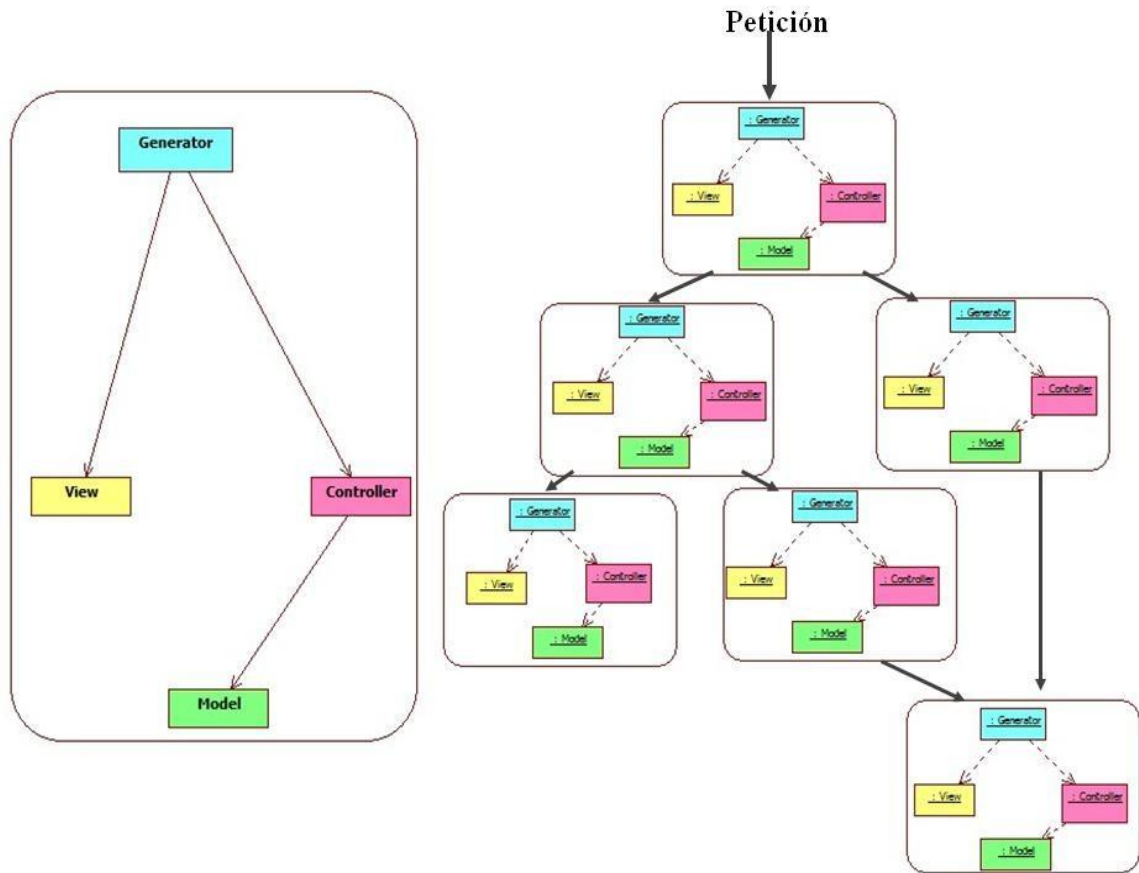 Petición
Generator
View
Controller
Model
: Generator
: View
: Controller
: Model
: Generator
: View
: Controller
: Model
: Generator
: View
: Controller
: Model
: Generator
: View
: Controller
: Model
: Generator
: View
: Controller
: Model
: Generator
: View
: Controller
: Model